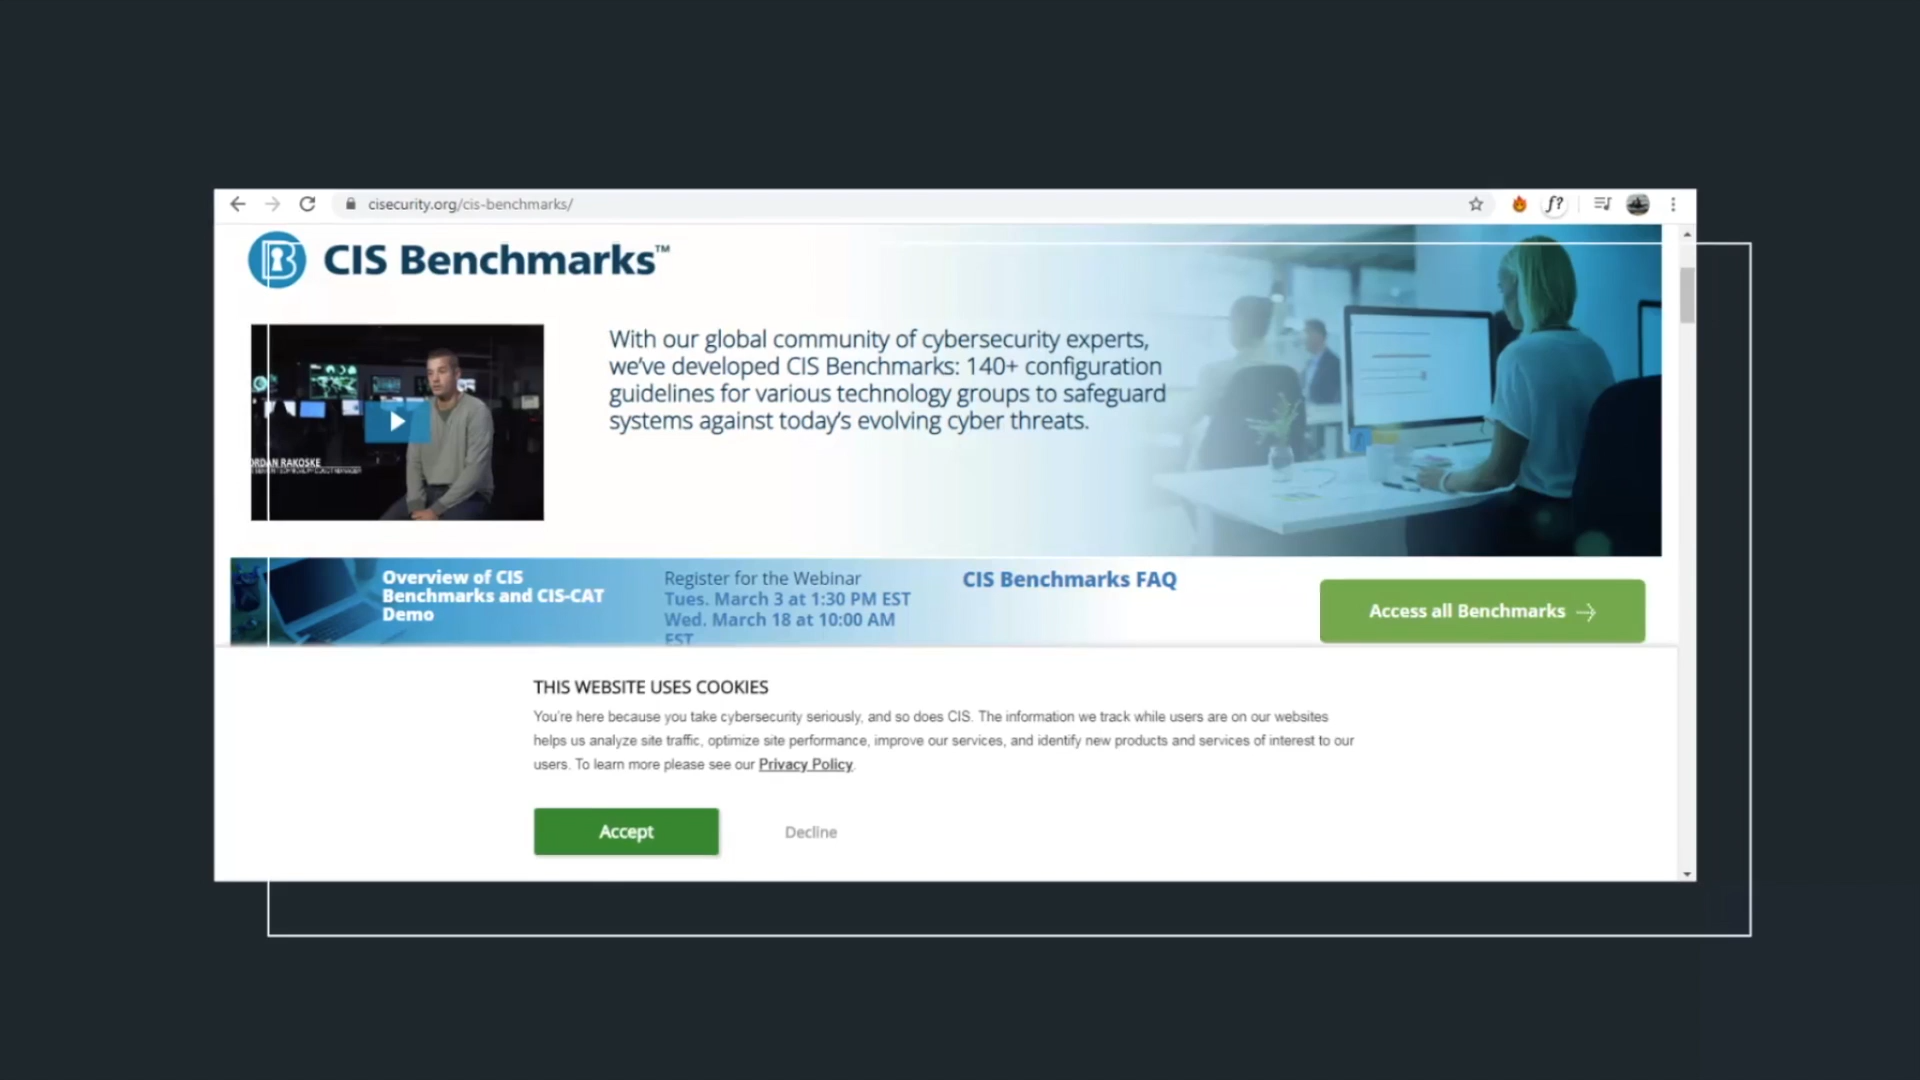 cisecurity.org/cis-benchmarks/
f?
CIS Benchmarks™
With our global community of cybersecurity experts,
we've developed CIS Benchmarks: 140+ configuration
guidelines for various technology groups to safeguard
systems against today's evolving cyber threats.
ORDAN RAKOSKE
Overview of CIS
Benchmarks and CIS-CAT
Demo
Register for the Webinar
Tues. March 3 at 1:30 PM EST
Wed. March 18 at 10:00 AM
EST
CIS Benchmarks FAQ
Access all Benchmarks
THIS WEBSITE USES COOKIES
You're here because you take cybersecurity seriously, and so does CIS. The information we track while users are on our websites
helps us analyze site traffic, optimize site performance, improve our services, and identify new products and services of interest to our
users. To learn more please see our Privacy Policy.
Accept
Decline